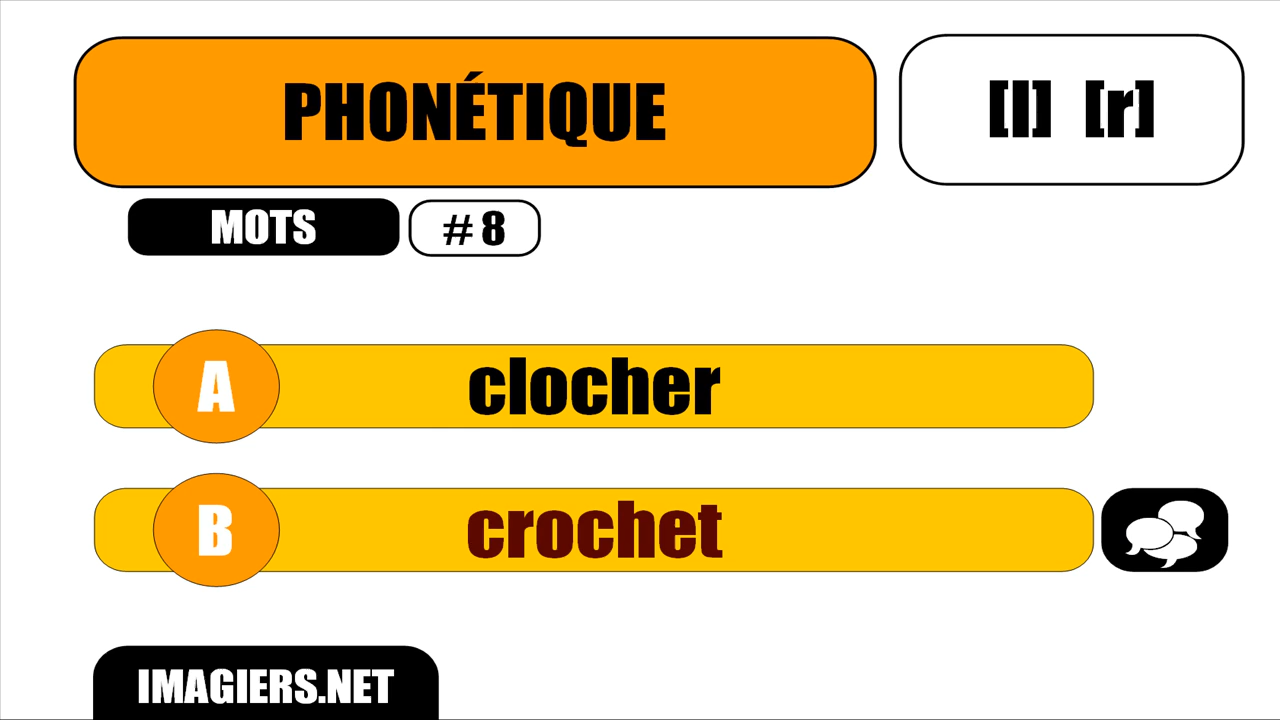 PHONÉTIQUE
[l] [r]
MOTS
# 8
A
clocher
B
crochet
IMAGIERS.NET